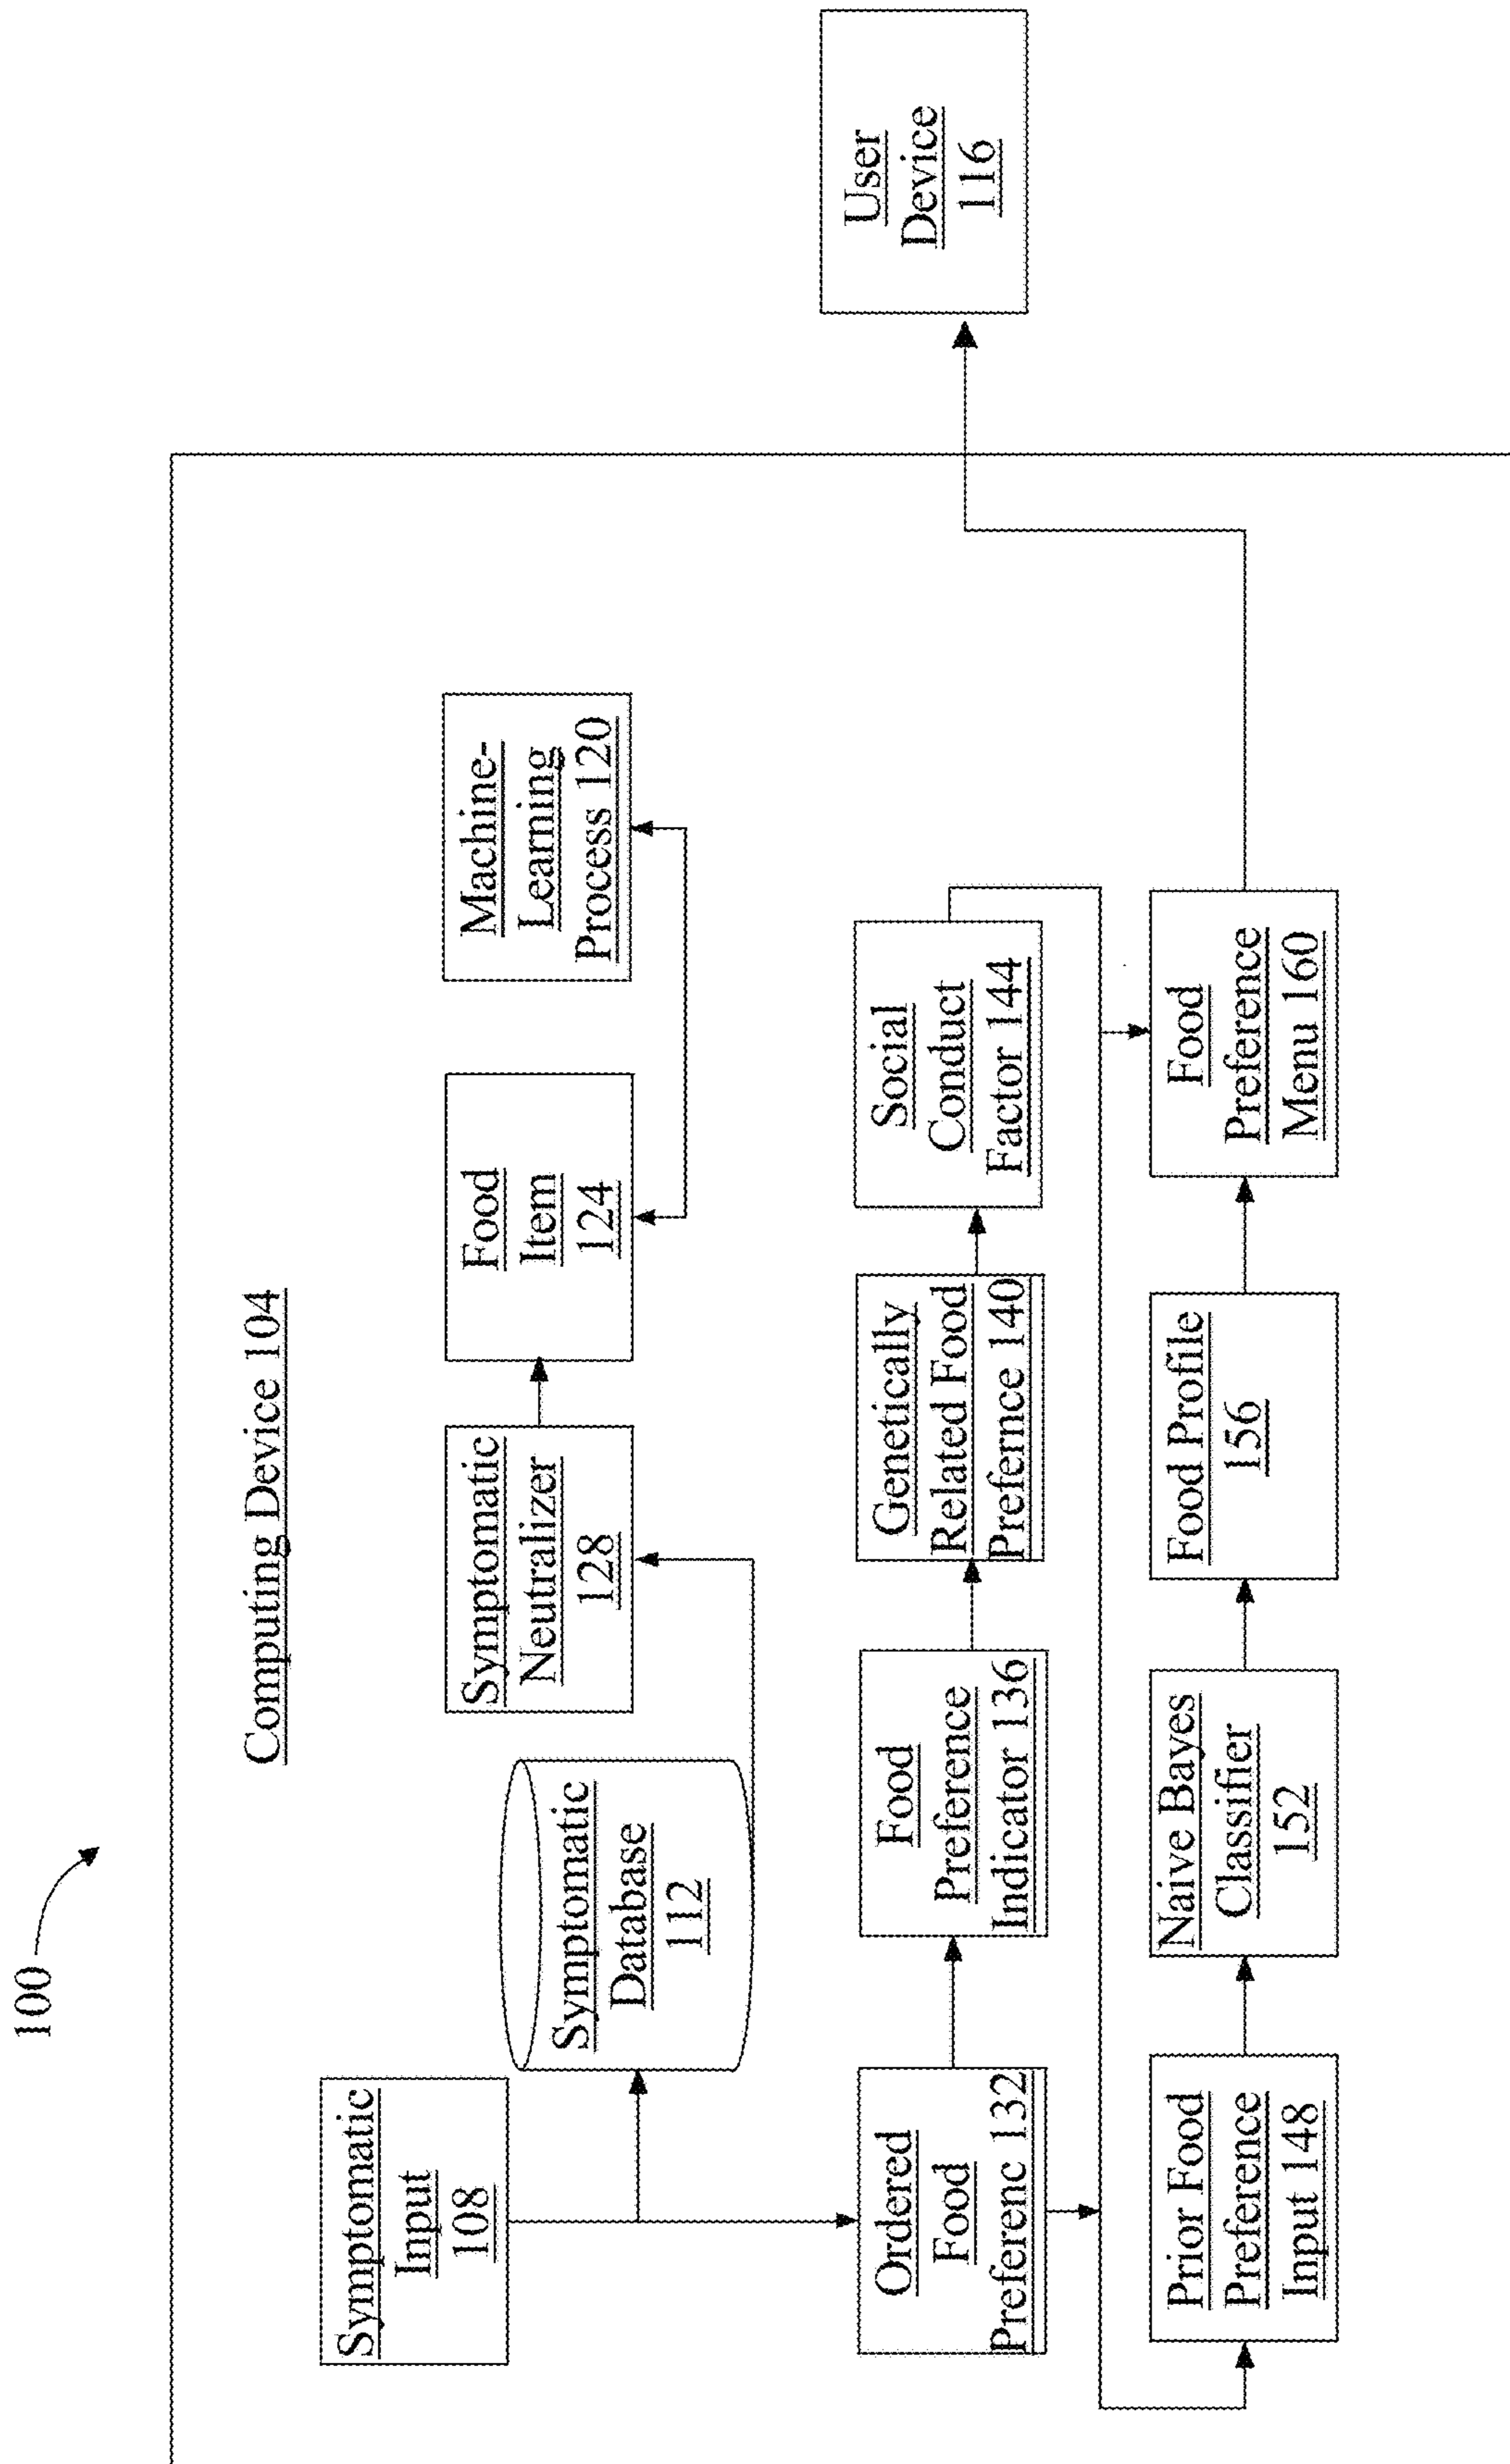 100
Computing Device 104
Symptomatic
Input
108
Symptomatic
Database
112
Symptomatic
Neutralizer
128
Food
Item
124
Machine-
Learning
Process 120
Ordered
Food
Preferenc 132
Food
Preference
Indicator 136
Genetically
Related Food
Prefernce 140
Social
Conduct
Factor 144
User
Device
116
Prior Food
Preference
Input 148
Naive Bayes
Classifier
152
Food Profile
156
Food
Preference
Menu 160